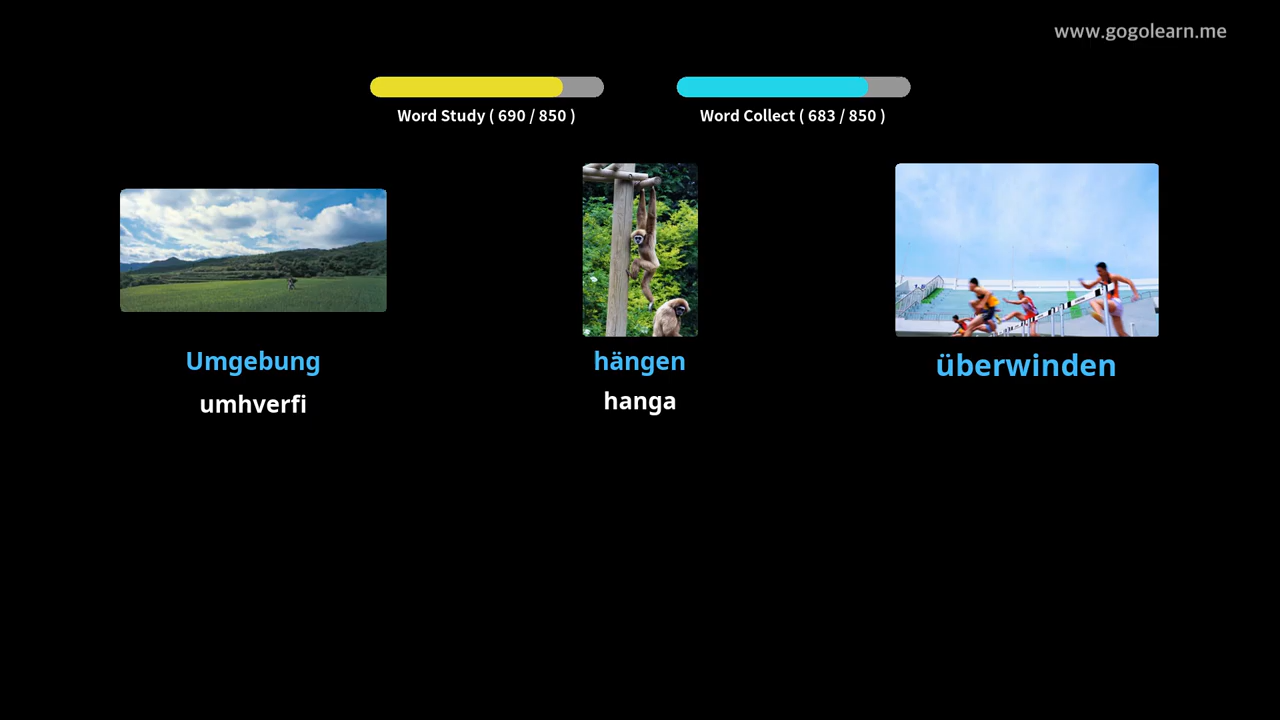 www.gogolearn.me
Word Study ( 690 / 850 )
Word Collect ( 683 / 850 )
Umgebung
umhverfi
hängen
hanga
überwinden